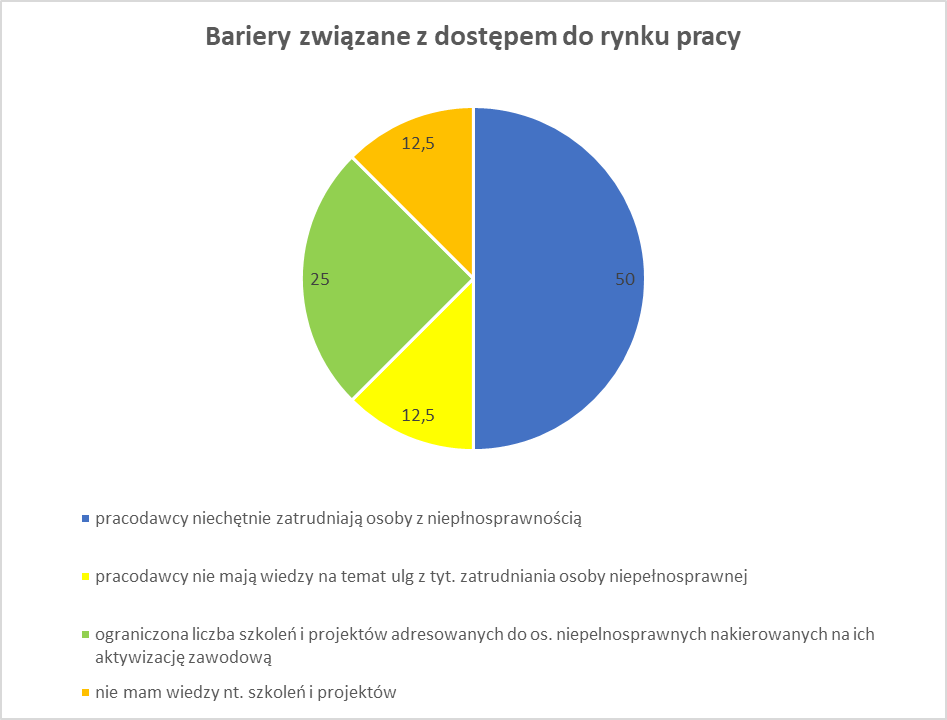 Bariery związane z dostępem do rynku pracy
12,5
25
50
12,5
pracodawcy niechętnie zatrudniają osoby z niepłnosprawnością
pracodawcy nie mają wiedzy na temat ulg z tyt. zatrudniania osoby niepełnosprawnej
ograniczona liczba szkoleń i projektów adresowanych do os. niepelnosprawnych nakierowanych na ich
aktywizację zawodową
nie mam wiedzy nt. szkoleń i projektów